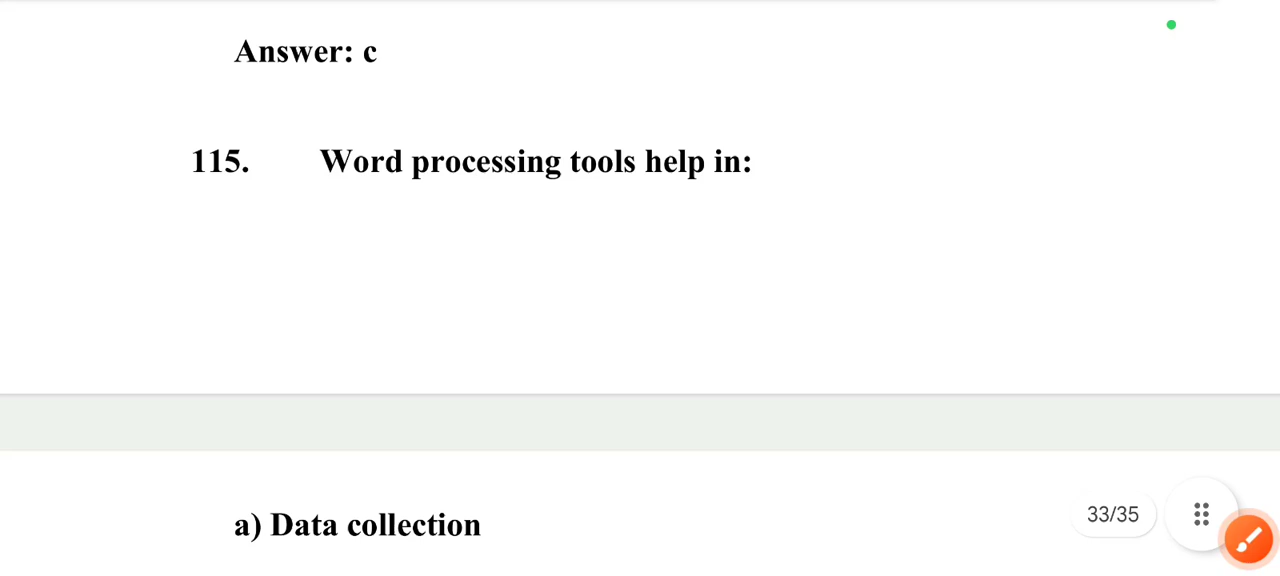 Answer: c
115. Word processing tools help in:
a) Data collection
33/35